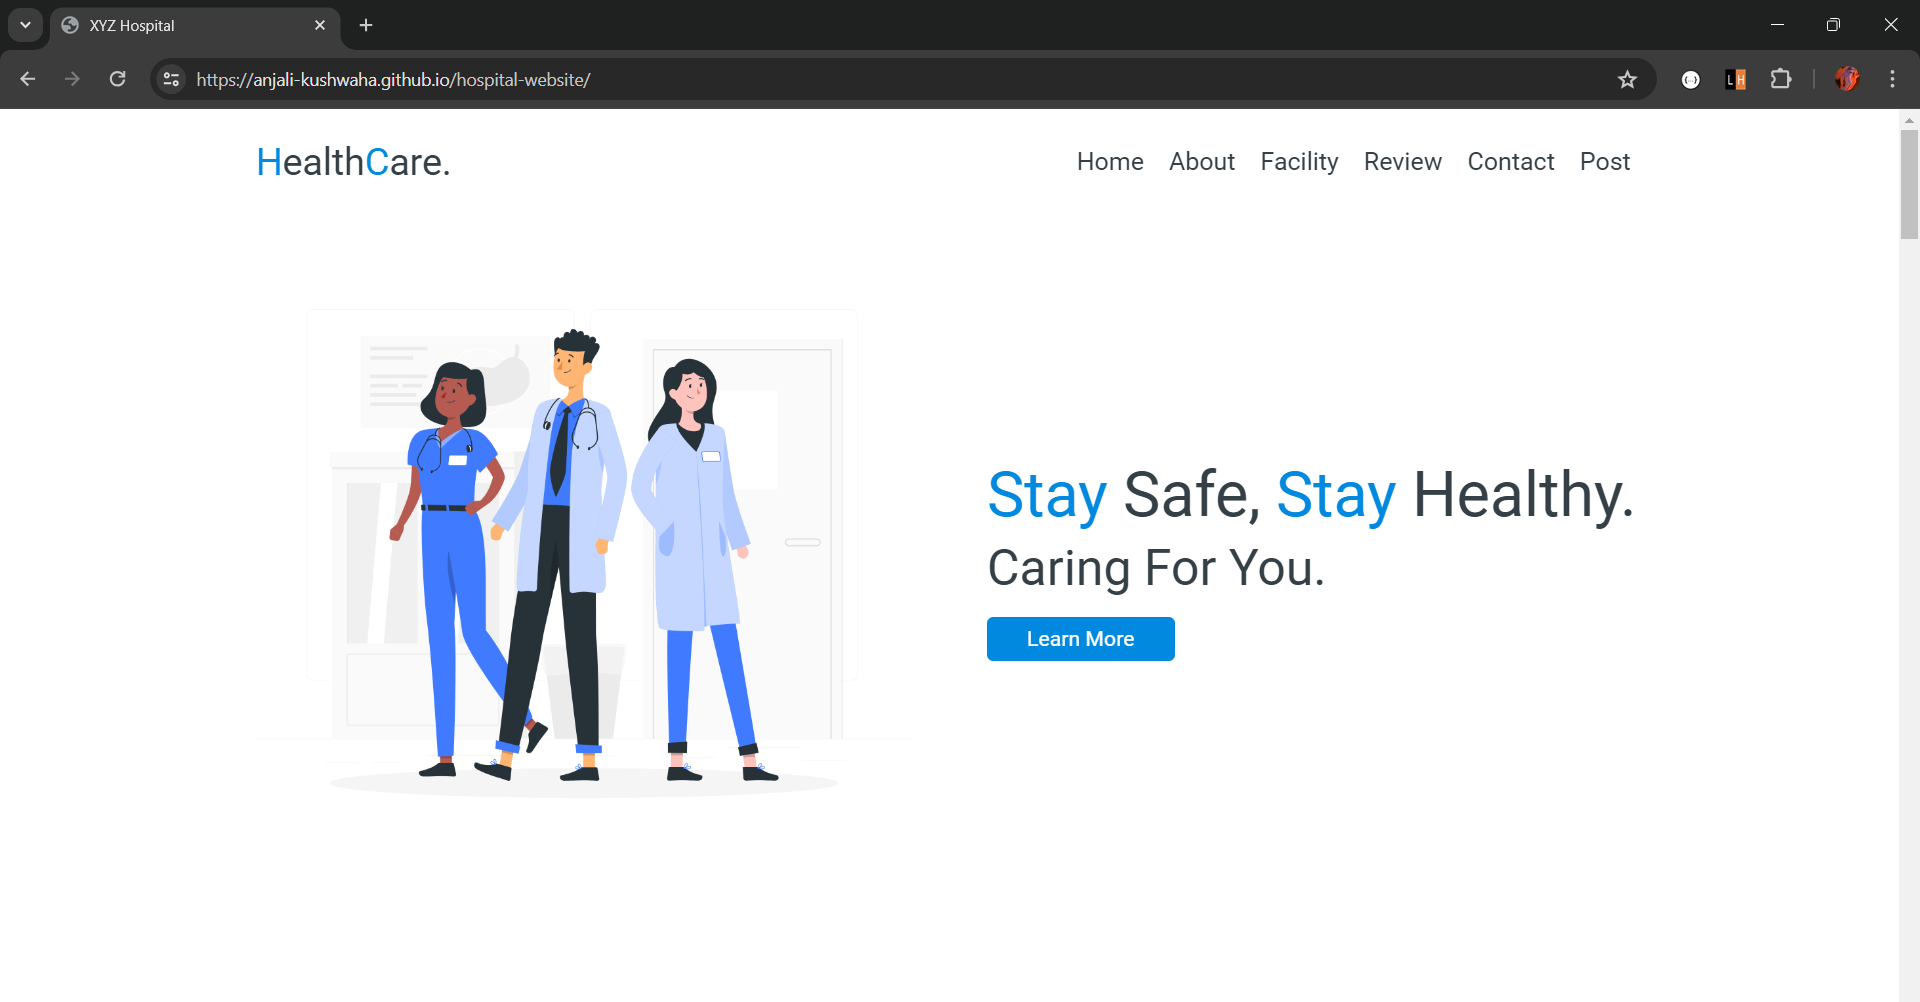 XYZ Hospital
https://anjali-kushwaha.github.io/hospital-website/
L H
HealthCare.
Home About Facility Review Contact Post
Stay Safe, Stay Healthy.
Caring For You.
Learn More